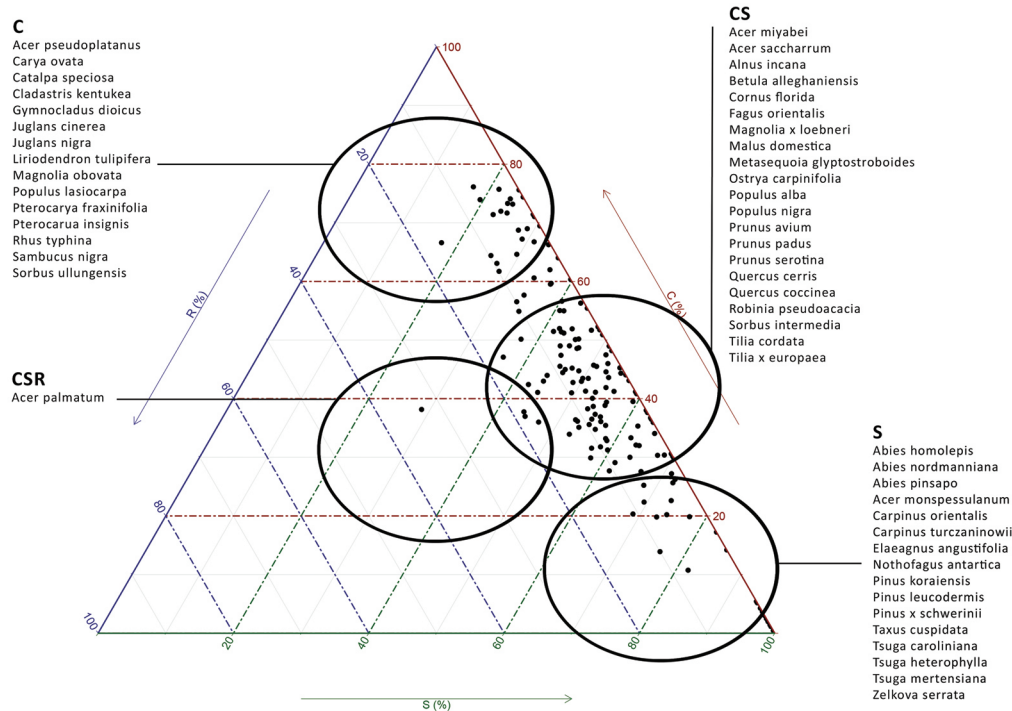 C
Acer pseudoplatanus
Carya ovata
Catalpa speciosa
Cladastris kentukea
Gymnocladus dioicus
Juglans cinerea
Juglans nigra
Liriodendron tulipifera
Magnolia obovata
Populus lasiocarpa
Pterocarya fraxinifolia
Pterocarua insignis
Rhus typhina
Sambucus nigra
Sorbus ullungensis
CSR
Acer palmatum
CS
Acer miyabei
Acer saccharrum
Alnus incana
Betula alleghaniensis
Cornus florida
Fagus orientalis
Magnolia x loebneri
Malus domestica
Metasequoia glyptostroboides
Ostrya carpinifolia
Populus alba
Populus nigra
Prunus avium
Prunus padus
Prunus serotina
Quercus cerris
Quercus coccinea
Robinia pseudoacacia
Sorbus intermedia
Tilia cordata
Tilia x europaea
S
Abies homolepis
Abies nordmanniana
Abies pinsapo
Acer monspessulanum
Carpinus orientalis
Carpinus turczaninowii
Elaeagnus angustifolia
Nothofagus antartica
Pinus koraiensis
Pinus leucodermis
Pinus x schwerinii
Taxus cuspidata
Tsuga caroliniana
Tsuga heterophylla
Tsuga mertensiana
Zelkova serrata
100
80
60
40
20
C (%)
20
40
60
80
100
R (%)
20
40
60
80
100
S (%)